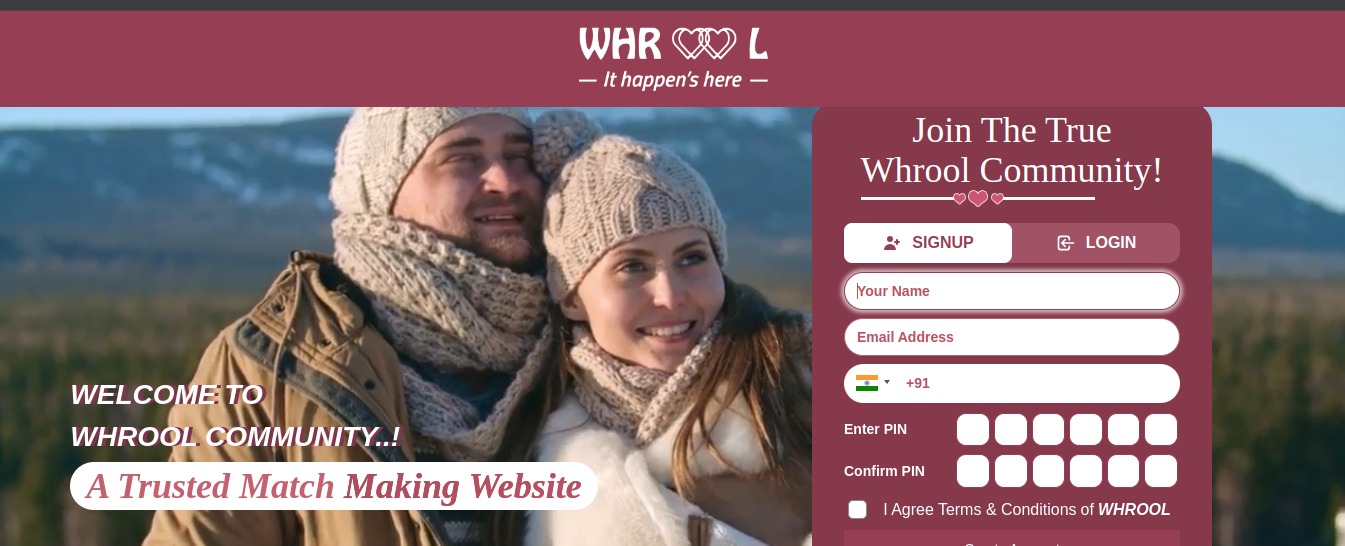 WHR L
It happen's here
Join The True
Whrool Community!
SIGNUP
LOGIN
Your Name
Email Address
+91
Enter PIN
Confirm PIN
I Agree Terms & Conditions of WHROOL
WELCOME TO
WHROOL COMMUNITY..!
A Trusted Match Making Website